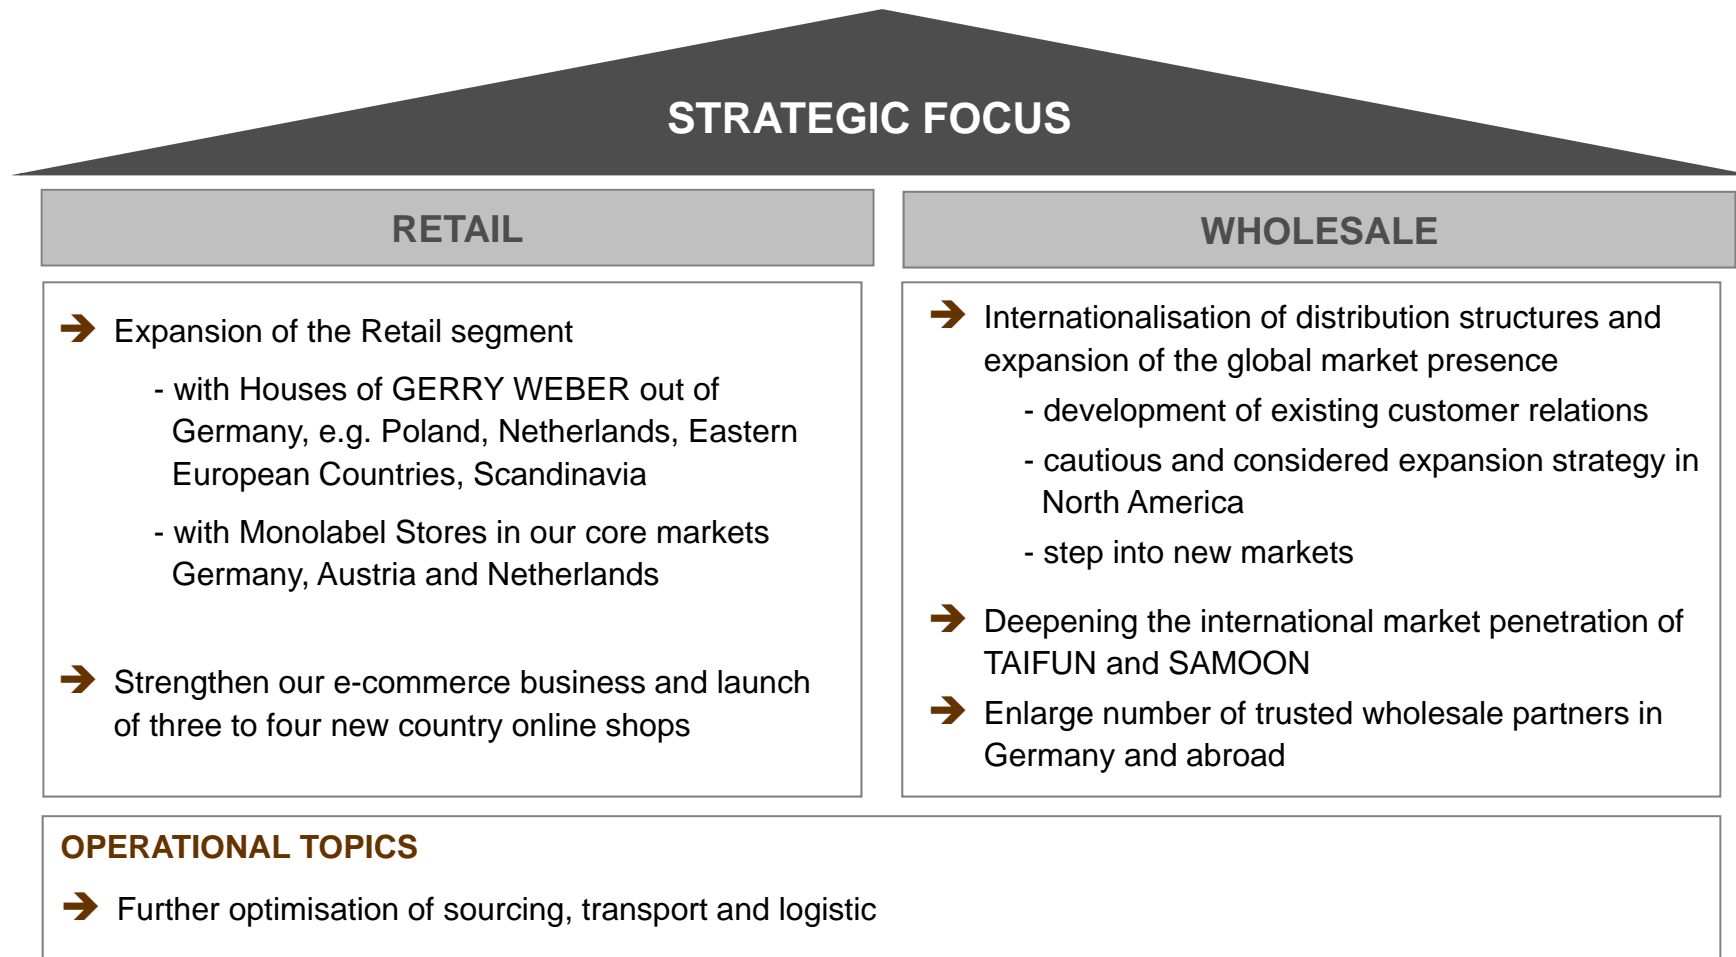 STRATEGIC FOCUS
RETAIL
➔ Expansion of the Retail segment
- with Houses of GERRY WEBER out of
Germany, e.g. Poland, Netherlands, Eastern
European Countries, Scandinavia
- with Monolabel Stores in our core markets
Germany, Austria and Netherlands
➔ Strengthen our e-commerce business and launch
of three to four new country online shops
WHOLESALE
➔ Internationalisation of distribution structures and
expansion of the global market presence
- development of existing customer relations
- cautious and considered expansion strategy in
North America
- step into new markets
➔ Deepening the international market penetration of
TAIFUN and SAMOON
➔ Enlarge number of trusted wholesale partners in
Germany and abroad
OPERATIONAL TOPICS
➔ Further optimisation of sourcing, transport and logistic